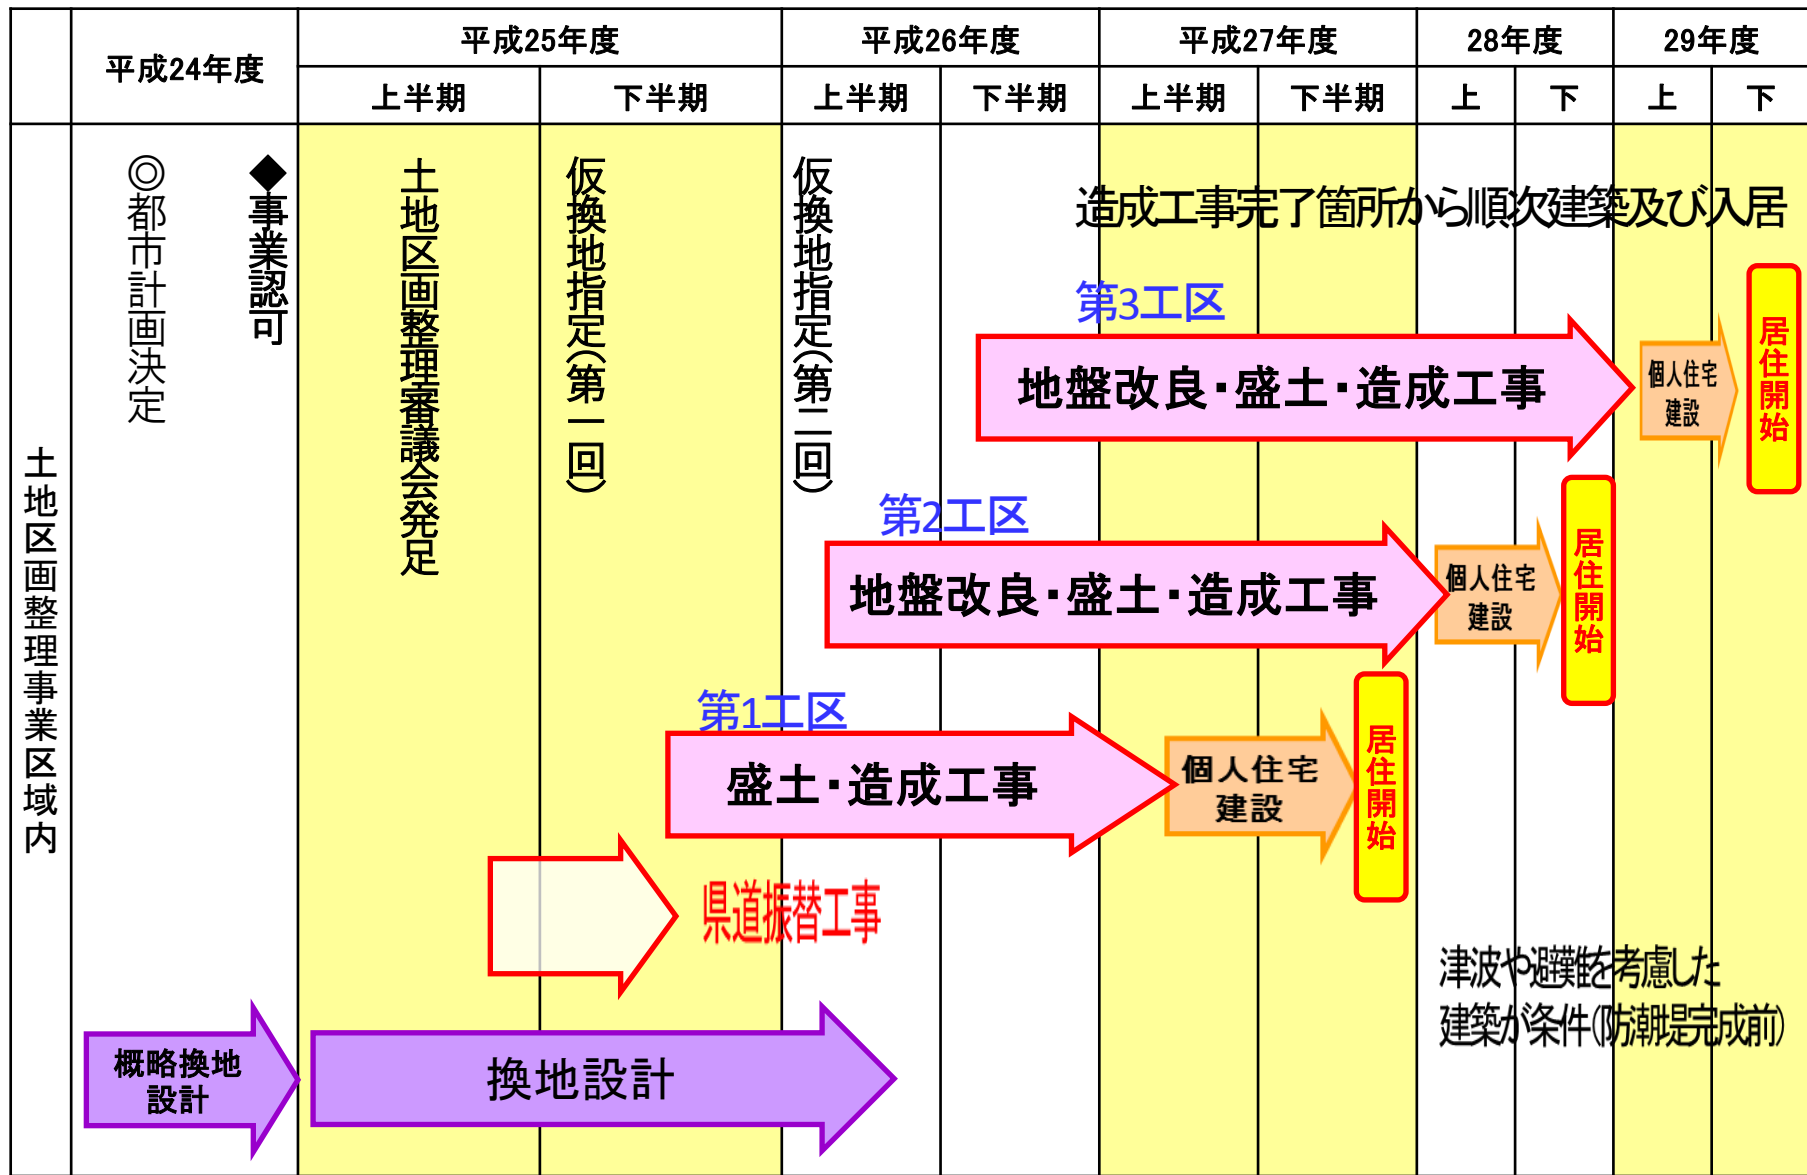 平成24年度
平成25年度
平成26年度
平成27年度
28年度
29年度
上半期
下半期
上半期
下半期
上半期
下半期
上
下
上
下
土地区画整理事業区域内
◎都市計画決定
◆事業認可
土地区画整理審議会発足
仮換地指定(第一回)
仮換地指定(第二回)
造成工事完了箇所から順次建築及び入居
第3工区
地盤改良・盛土・造成工事
個人住宅
建設
居住開始
第2工区
地盤改良・盛土・造成工事
個人住宅
建設
居住開始
第1工区
盛土・造成工事
個人住宅
建設
居住開始
県道振替工事
津波や避難を考慮した
建築が条件(防潮堤完成前)
概略換地
設計
換地設計